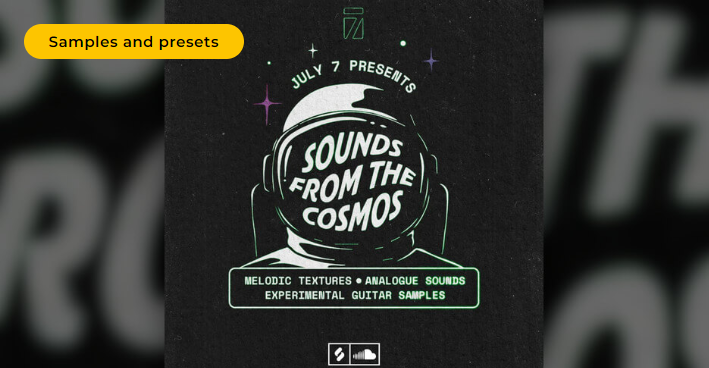 Samples and presets
JULY 7 PRESENTS
SOUNDS
FROM THE
COSMOS
MELODIC TEXTURES • ANALOGUE SOUNDS
EXPERIMENTAL GUITAR SAMPLES